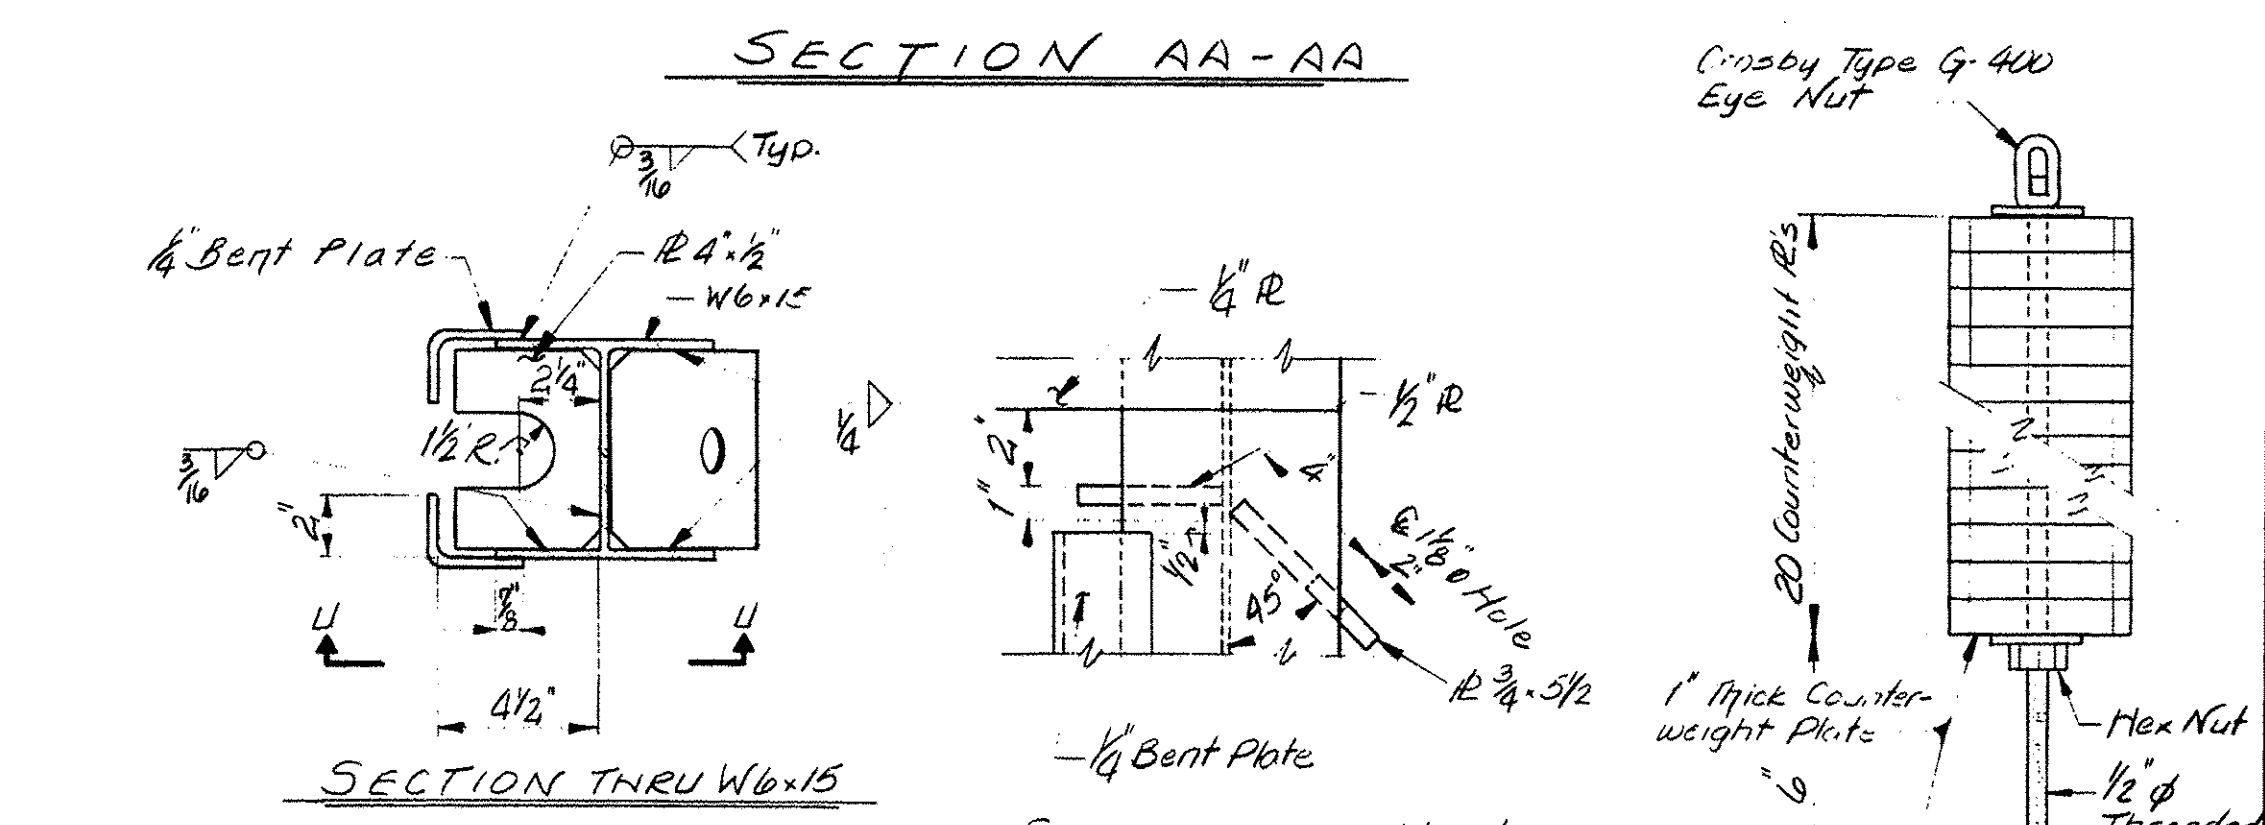 SECTION AA-AA
3/16 Typ.
1/4" Bent Plate
PL 4" x 1/2"
W6x15
2 1/4"
1 1/2" R.
3/16
2"
7/8"
U
U
4 1/2"
SECTION THRU W6x15
1/4
1/4" PL
1/2" PL
2"
1"
4"
1/2"
45°
2"
℄ 1 1/8" ø Hole
PL 3/4 x 5 1/2
1/4" Bent Plate
Crosby Type G-400
Eye Nut
20 Counterweight PL's
1" Thick Counter-
weight Plate
6"
Hex Nut
1/2" ø
Threaded